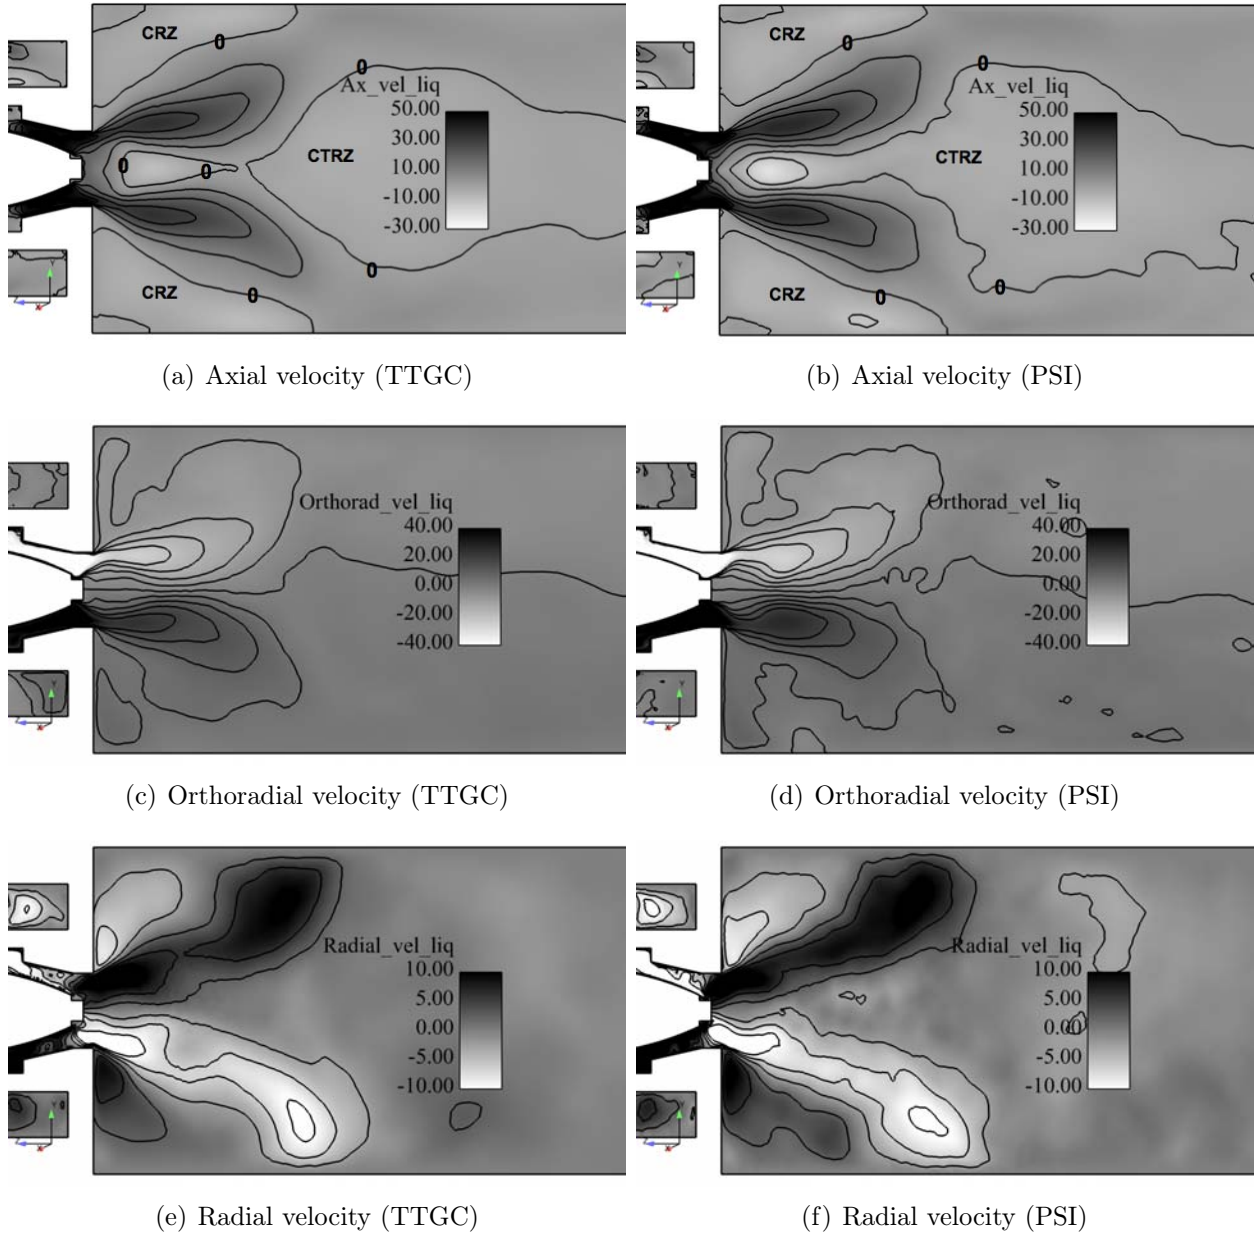 CRZ
0
0
Ax_vel_liq
50.00
30.00
10.00
-10.00
-30.00
CTRZ
0
0
0
CRZ
0
Y
X
(a) Axial velocity (TTGC)
CRZ
0
0
Ax_vel_liq
50.00
30.00
10.00
-10.00
-30.00
CTRZ
CRZ
0
0
Y
X
(b) Axial velocity (PSI)
Orthorad_vel_liq
40.00
20.00
0.00
-20.00
-40.00
Y
X
(c) Orthoradial velocity (TTGC)
Orthorad_vel_liq
40.00
20.00
0.00
-20.00
-40.00
Y
X
(d) Orthoradial velocity (PSI)
Radial_vel_liq
10.00
5.00
0.00
-5.00
-10.00
Y
X
(e) Radial velocity (TTGC)
Radial_vel_liq
10.00
5.00
0.00
-5.00
-10.00
Y
X
(f) Radial velocity (PSI)